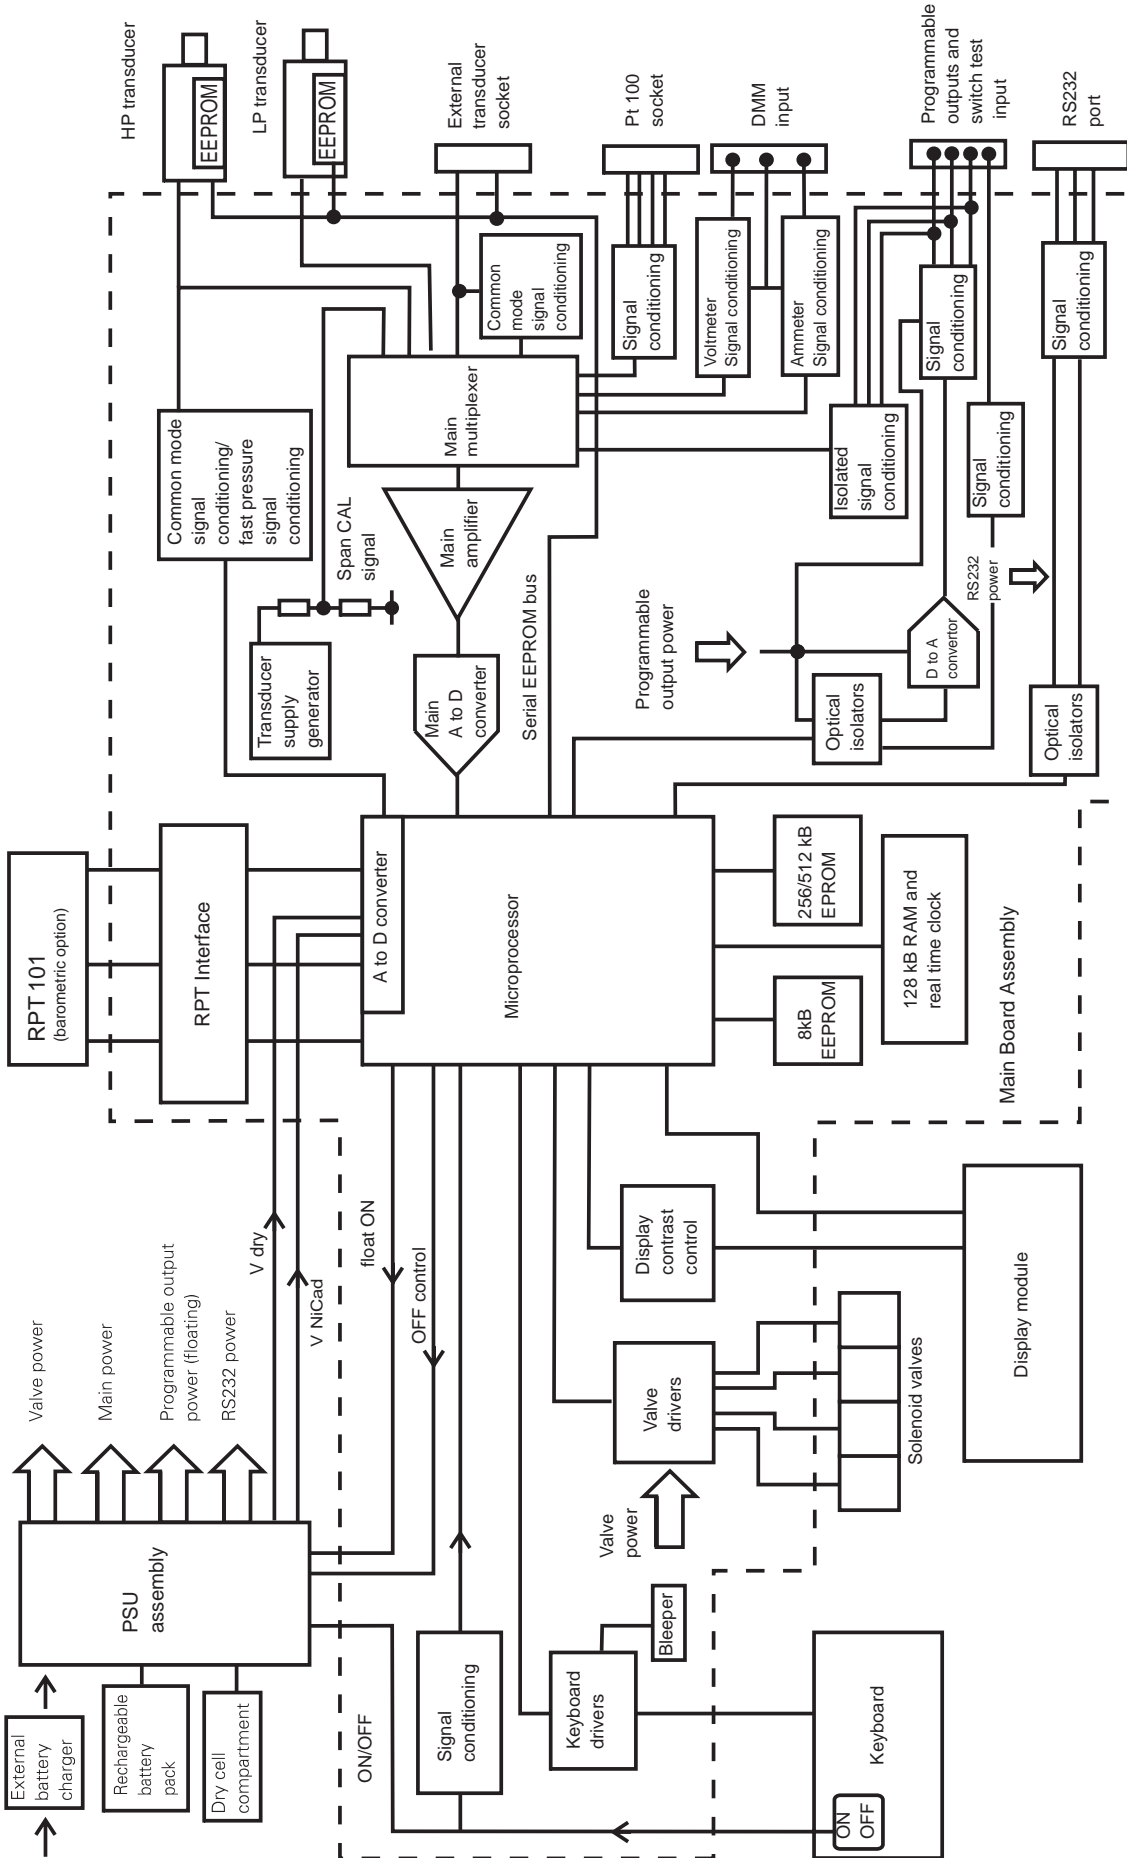 External
battery
charger
Rechargeable
battery
pack
Dry cell
compartment
PSU
assembly
Valve power
Main power
Programmable output
power (floating)
RS232 power
V dry
V NiCad
float ON
OFF control
ON/OFF
RPT 101
(barometric option)
RPT Interface
HP transducer
EEPROM
LP transducer
EEPROM
External
transducer
socket
Pt 100
socket
DMM
input
Programmable
outputs and
switch test
input
RS232
port
Common mode
signal
conditioning/
fast pressure
signal
conditioning
Transducer
supply
generator
Span CAL
signal
Common
mode
signal
conditioning
Main
multiplexer
Main
amplifier
Main
A to D
converter
Serial EEPROM bus
Signal
conditioning
Voltmeter
Signal conditioning
Ammeter
Signal conditioning
Isolated
signal
conditioning
Signal
conditioning
Signal
conditioning
Signal
conditioning
Programmable
output power
RS232
power
D to A
convertor
Optical
isolators
Optical
isolators
A to D converter
Microprocessor
256/512 kB
EPROM
128 kB RAM and
real time clock
8kB
EEPROM
Main Board Assembly
Display
contrast
control
Valve
drivers
Valve
power
Solenoid valves
Display module
Signal
conditioning
Keyboard
drivers
Bleeper
Keyboard
ON
OFF